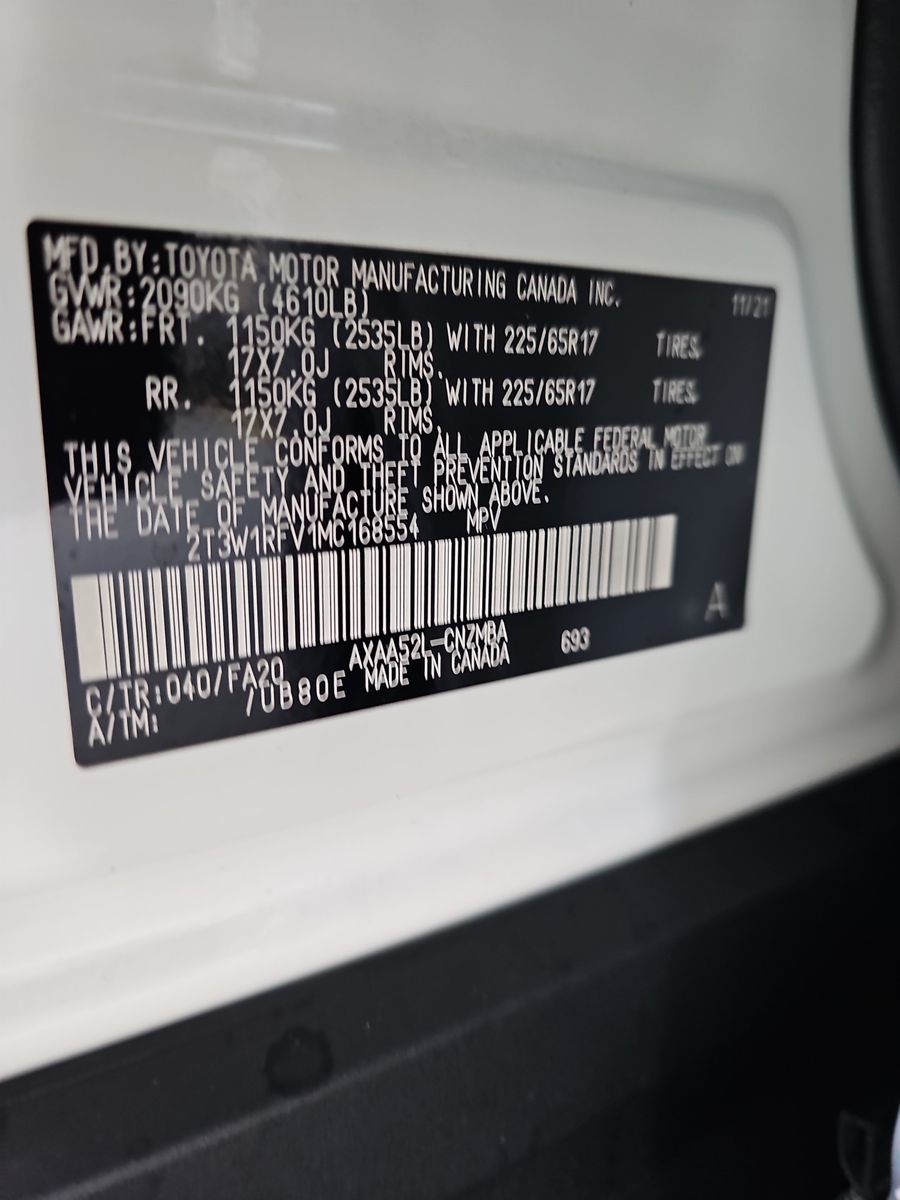 MFD.BY:TOYOTA MOTOR MANUFACTURING CANADA INC. 11/21
GVWR:2090KG (4610LB)
GAWR:FRT. 1150KG (2535LB) WITH 225/65R17 TIRES,
17X7.0J RIMS,
RR. 1150KG (2535LB) WITH 225/65R17 TIRES,
17X7.0J RIMS,
THIS VEHICLE CONFORMS TO ALL APPLICABLE FEDERAL MOTOR
VEHICLE SAFETY AND THEFT PREVENTION STANDARDS IN EFFECT ON
THE DATE OF MANUFACTURE SHOWN ABOVE.
2T3W1RFV1MC168554 MPV
A
C/TR:040/FA20 AXAA52L-CNZMBA 693
A/TM: /UB80E MADE IN CANADA